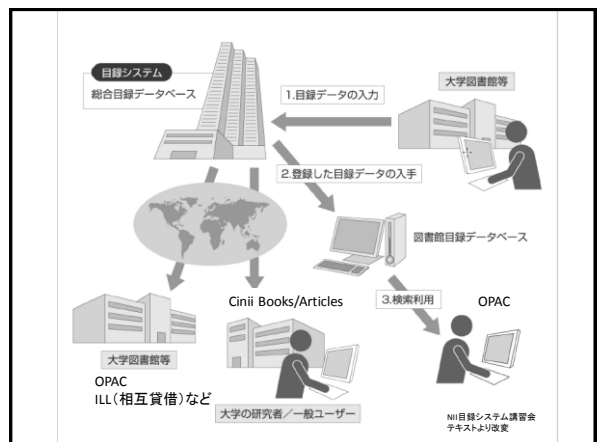 目録システム
総合目録データベース
1.目録データの入力
大学図書館等
2.登録した目録データの入手
図書館目録データベース
Cinii Books/Articles
3.検索利用
OPAC
大学図書館等
OPAC
ILL(相互貸借)など
大学の研究者/一般ユーザー
NII目録システム講習会
テキストより改変